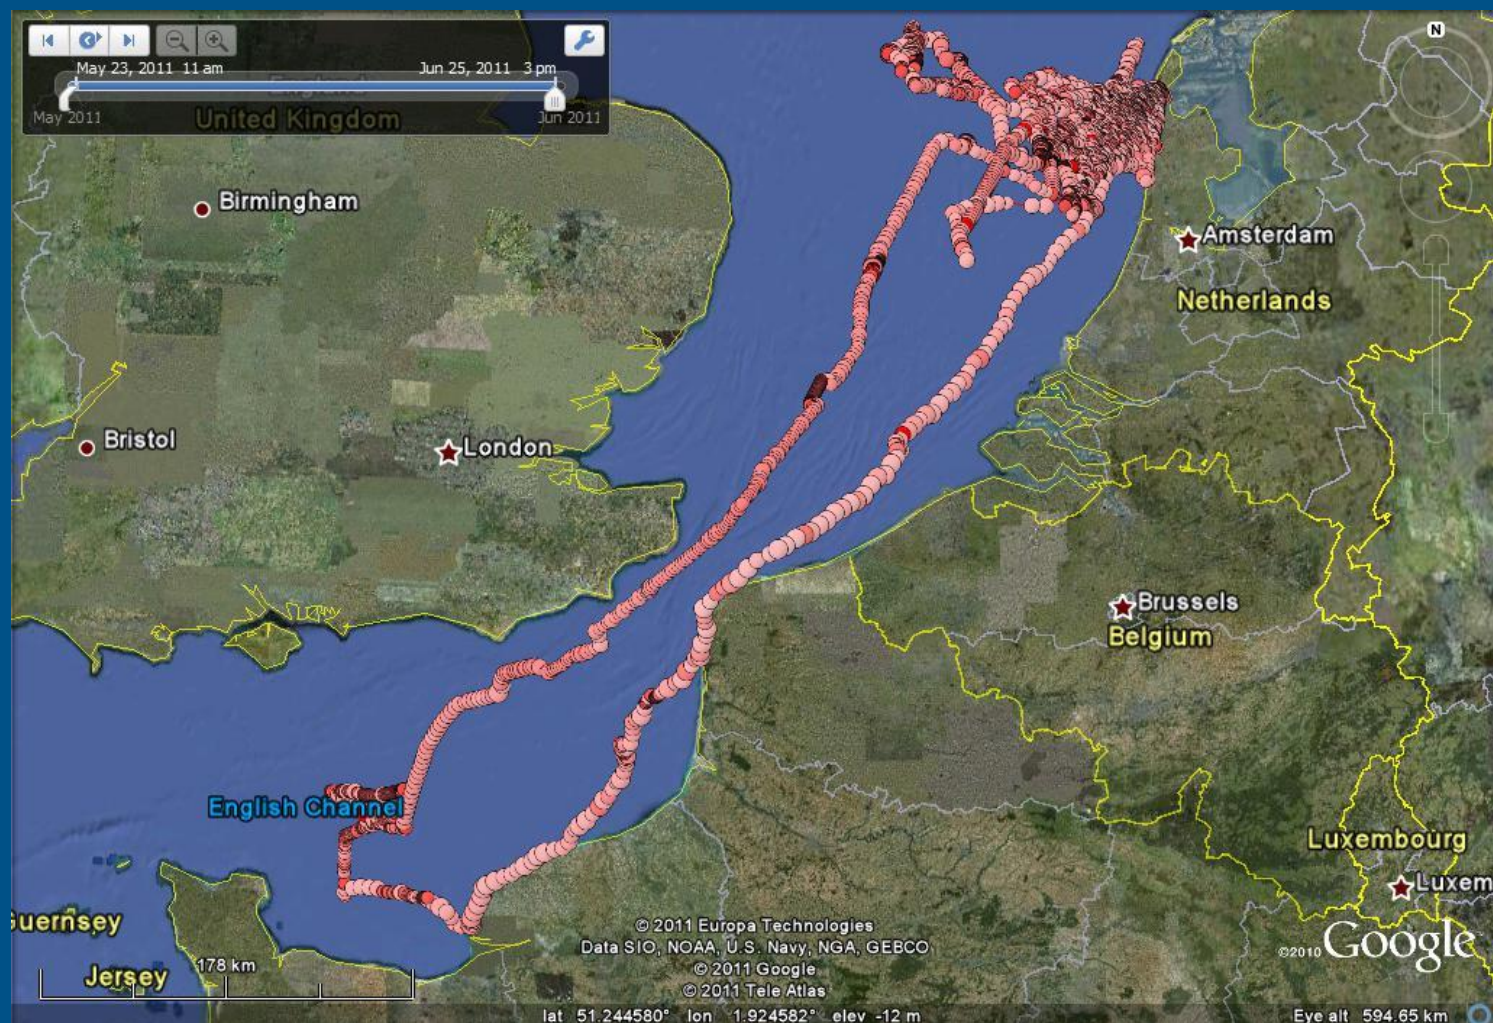 N
May 23, 2011 11 am
Jun 25, 2011 3 pm
May 2011
Jun 2011
United Kingdom
Birmingham
Amsterdam
Netherlands
Bristol
London
Brussels
Belgium
English Channel
Luxembourg
Luxem
Guernsey
Jersey
178 km
© 2011 Europa Technologies
Data SIO, NOAA, U.S. Navy, NGA, GEBCO
© 2011 Google
© 2011 Tele Atlas
©2010 Google
lat 51.244580° lon 1.924582° elev -12 m
Eye alt 594.65 km